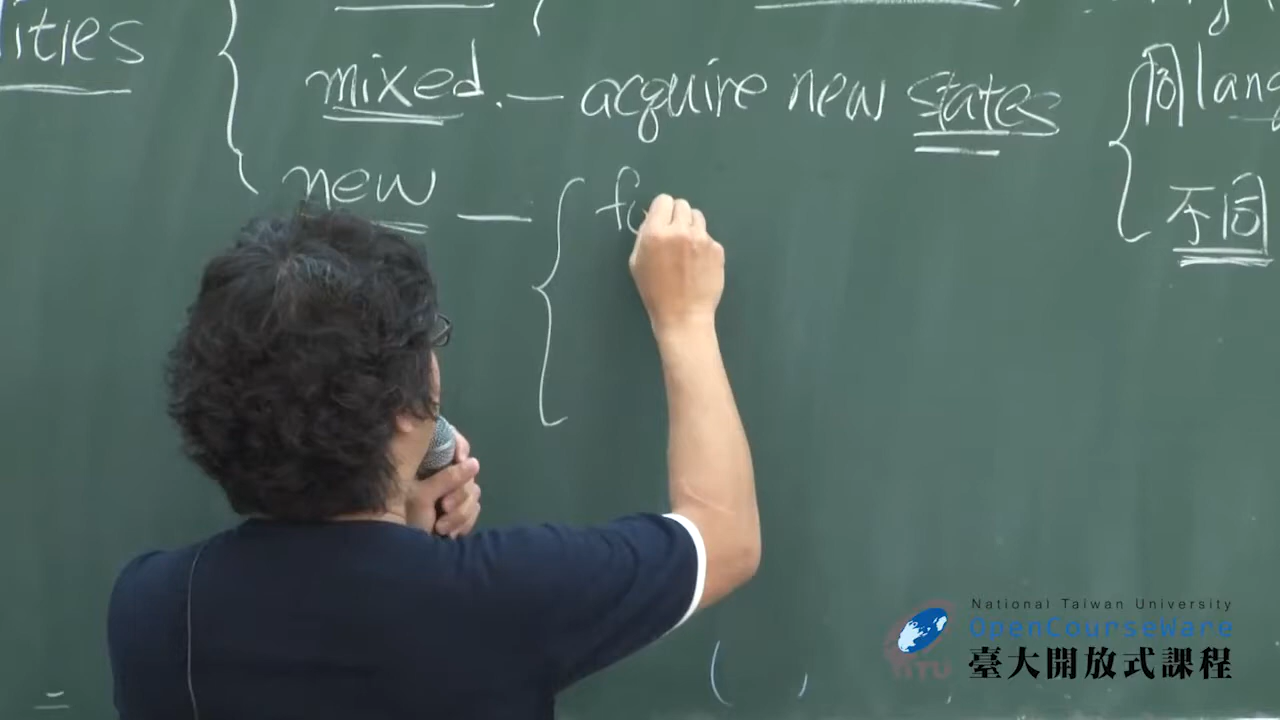 ities
mixed. — acquire new states
同 lang
new —
不同
National Taiwan University
OpenCourseWare
臺大開放式課程
NTU